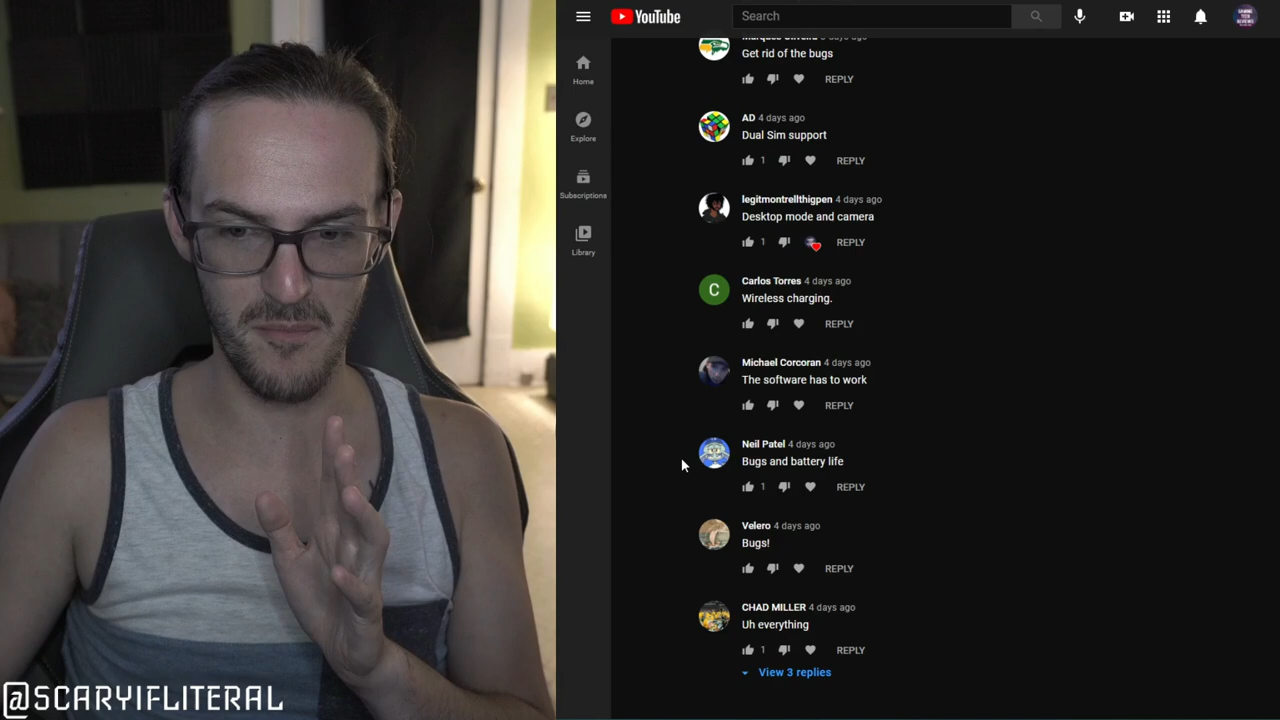 YouTube
Search
Home
Explore
Subscriptions
Library
Get rid of the bugs
REPLY
AD 4 days ago
Dual Sim support
1 REPLY
legitmontrellthigpen 4 days ago
Desktop mode and camera
1 REPLY
Carlos Torres 4 days ago
C
Wireless charging.
REPLY
Michael Corcoran 4 days ago
The software has to work
REPLY
Neil Patel 4 days ago
Bugs and battery life
1 REPLY
Velero 4 days ago
Bugs!
REPLY
CHAD MILLER 4 days ago
Uh everything
1 REPLY
View 3 replies
@SCARYIFLITERAL